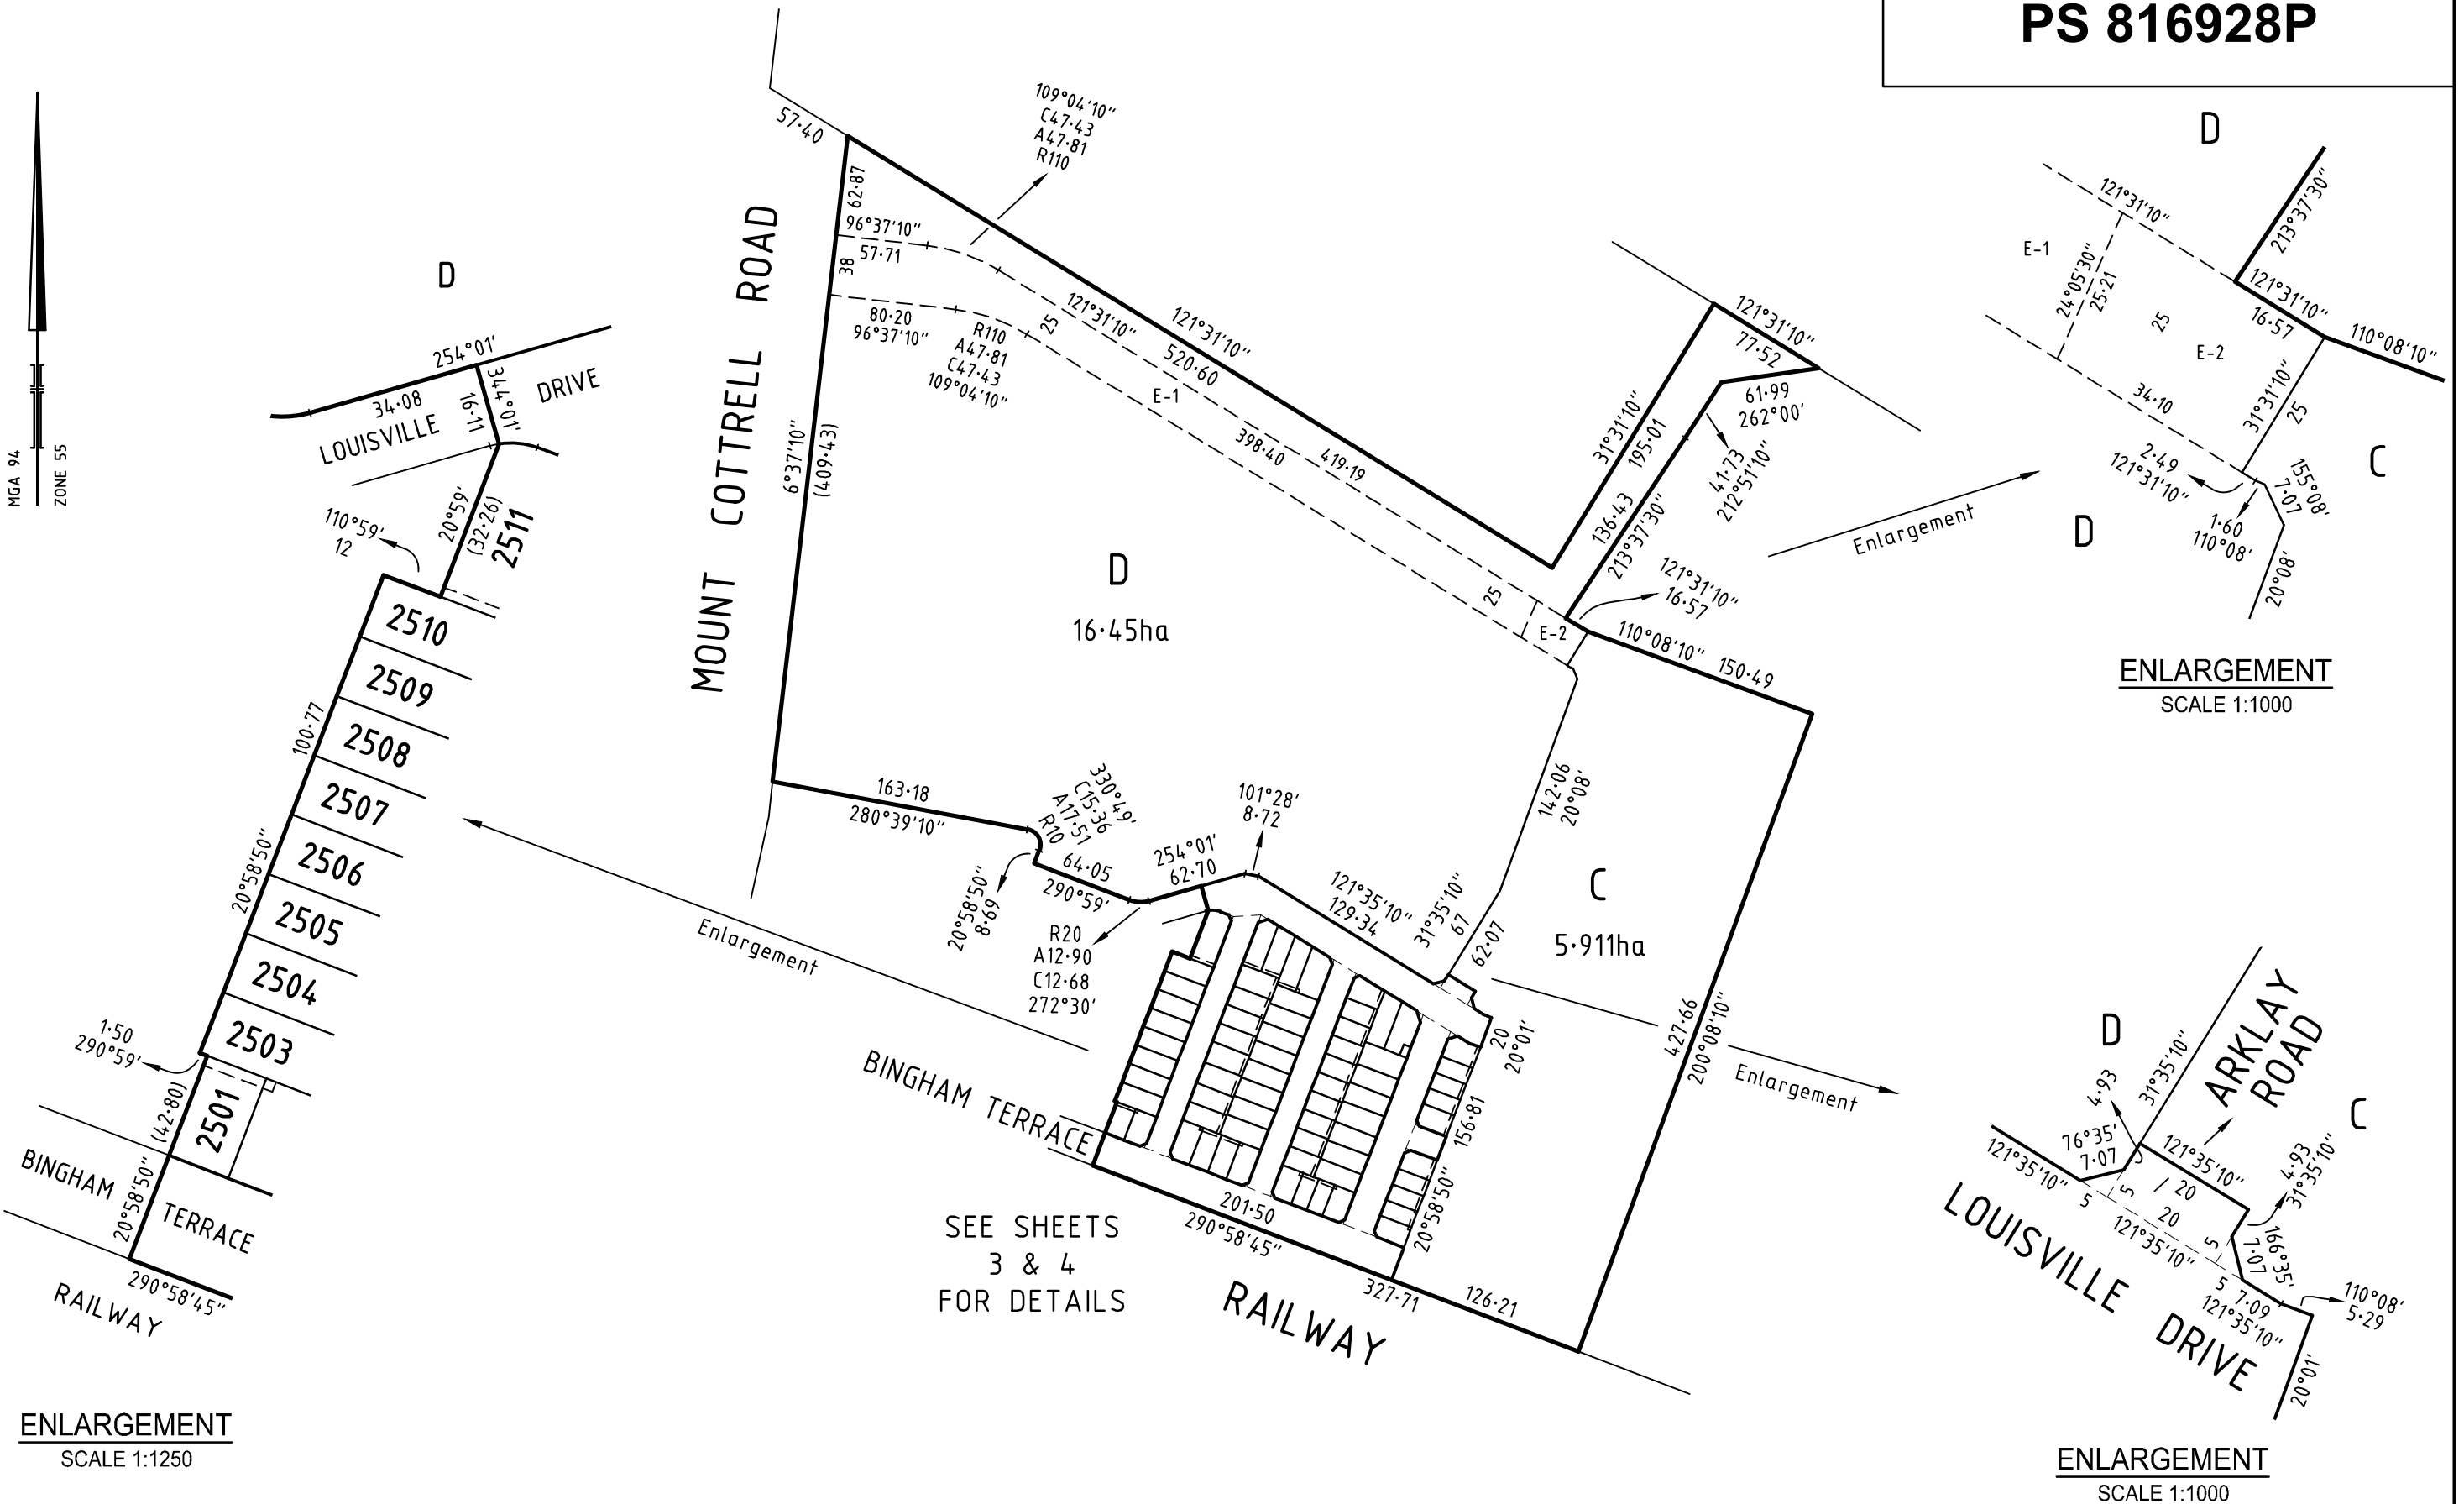 PS 816928P
MGA 94
ZONE 55
D
254°01'
34·08
LOUISVILLE
DRIVE
344°01'
16·11
20°59'
(32·26)
2511
110°59'
12
2510
2509
2508
2507
2506
2505
2504
2503
2501
100·77
20°58'50"
1·50
290°59'
(42·80)
20°58'50"
BINGHAM
TERRACE
290°58'45"
RAILWAY
ENLARGEMENT
SCALE 1:1250
57·40
109°04'10"
C47·43
A47·81
R110
62·87
96°37'10"
57·71
38
80·20
96°37'10"
R110
A47·81
C47·43
109°04'10"
25
121°31'10"
121°31'10"
520·60
E-1
398·40
419·19
MOUNT COTTRELL ROAD
6°37'10"
(409·43)
D
16·45ha
31°31'10"
195·01
121°31'10"
77·52
61·99
262°00'
41·73
212°51'10"
136·43
213°37'30"
25
E-2
121°31'10"
16·57
110°08'10"
150·49
163·18
280°39'10"
330°49'
C15·36
A17·51
R10
20°58'50"
8·69
64·05
290°59'
254°01'
62·70
101°28'
8·72
R20
A12·90
C12·68
272°30'
121°35'10"
129·34
31°35'10"
67
62·07
142·06
20°08'
C
5·911ha
427·66
200°08'10"
20
20°01'
156·81
20°58'50"
Enlargement
BINGHAM TERRACE
201·50
290°58'45"
327·71
126·21
RAILWAY
SEE SHEETS
3 & 4
FOR DETAILS
Enlargement
Enlargement
D
121°31'10"
213°37'30"
E-1
24°05'30"
25·21
25
E-2
121°31'10"
16·57
110°08'10"
34·10
31°31'10"
25
C
2·49
121°31'10"
155°08'
7·07
1·60
110°08'
20°08'
D
ENLARGEMENT
SCALE 1:1000
D
ARKLAY
ROAD
C
31°35'10"
4·93
76°35'
7·07
121°35'10"
/ 20
4·93
31°35'10"
121°35'10"
5
5
20
121°35'10"
5
7·07
166°35'
5
7·09
121°35'10"
110°08'
5·29
LOUISVILLE DRIVE
20°01'
ENLARGEMENT
SCALE 1:1000